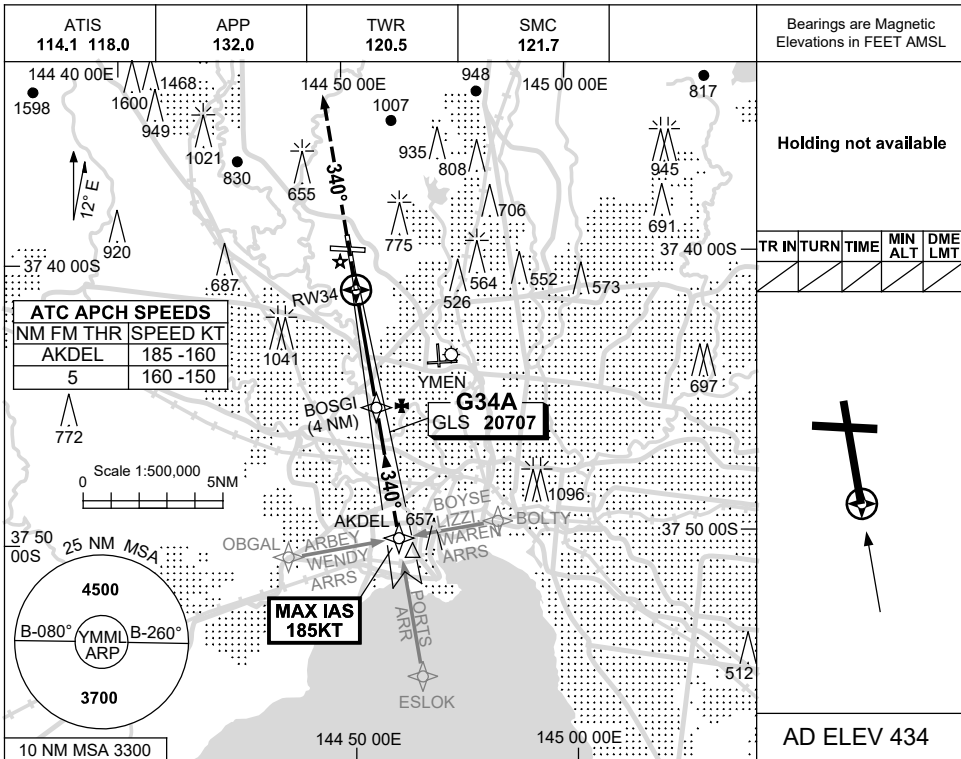 ATIS
114.1 118.0
APP
132.0
TWR
120.5
SMC
121.7
Bearings are Magnetic
Elevations in FEET AMSL
144 40 00E
144 50 00E
145 00 00E
1598
1600
1468
949
1021
830
655
1007
948
935
808
817
945
691
706
775
564
526
552
573
920
687
12° E
340°
37 40 00S
37 40 00S
RW34
ATC APCH SPEEDS
NM FM THR SPEED KT
AKDEL 185 -160
5 160 -150
1041
YMEN
697
772
BOSGI
(4 NM)
G34A
GLS 20707
Scale 1:500,000
0 5NM
340°
1096
AKDEL
657
BOYSE
LIZZI
WAREN
ARRS
BOLTY
37 50 00S
37 50
00S
OBGAL
ARBEY
WENDY
ARRS
25 NM MSA
4500
B-080°
YMML
ARP
B-260°
3700
MAX IAS
185KT
PORTS
ARR
ESLOK
512
10 NM MSA 3300
144 50 00E
145 00 00E
Holding not available
TR IN TURN TIME MIN ALT DME LMT
AD ELEV 434